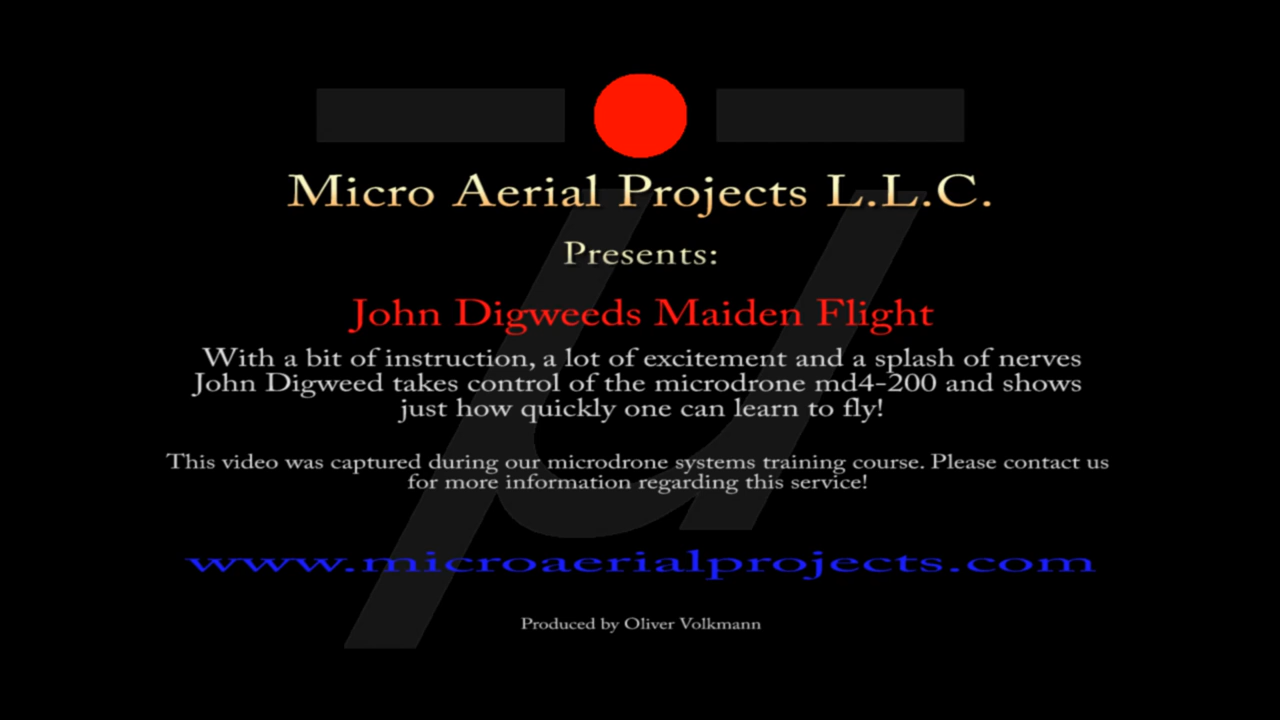 Micro Aerial Projects L.L.C.
Presents:
John Digweeds Maiden Flight
With a bit of instruction, a lot of excitement and a splash of nerves
John Digweed takes control of the microdrone md4-200 and shows
just how quickly one can learn to fly!
This video was captured during our microdrone systems training course. Please contact us
for more information regarding this service!
www.microaerialprojects.com
Produced by Oliver Volkmann